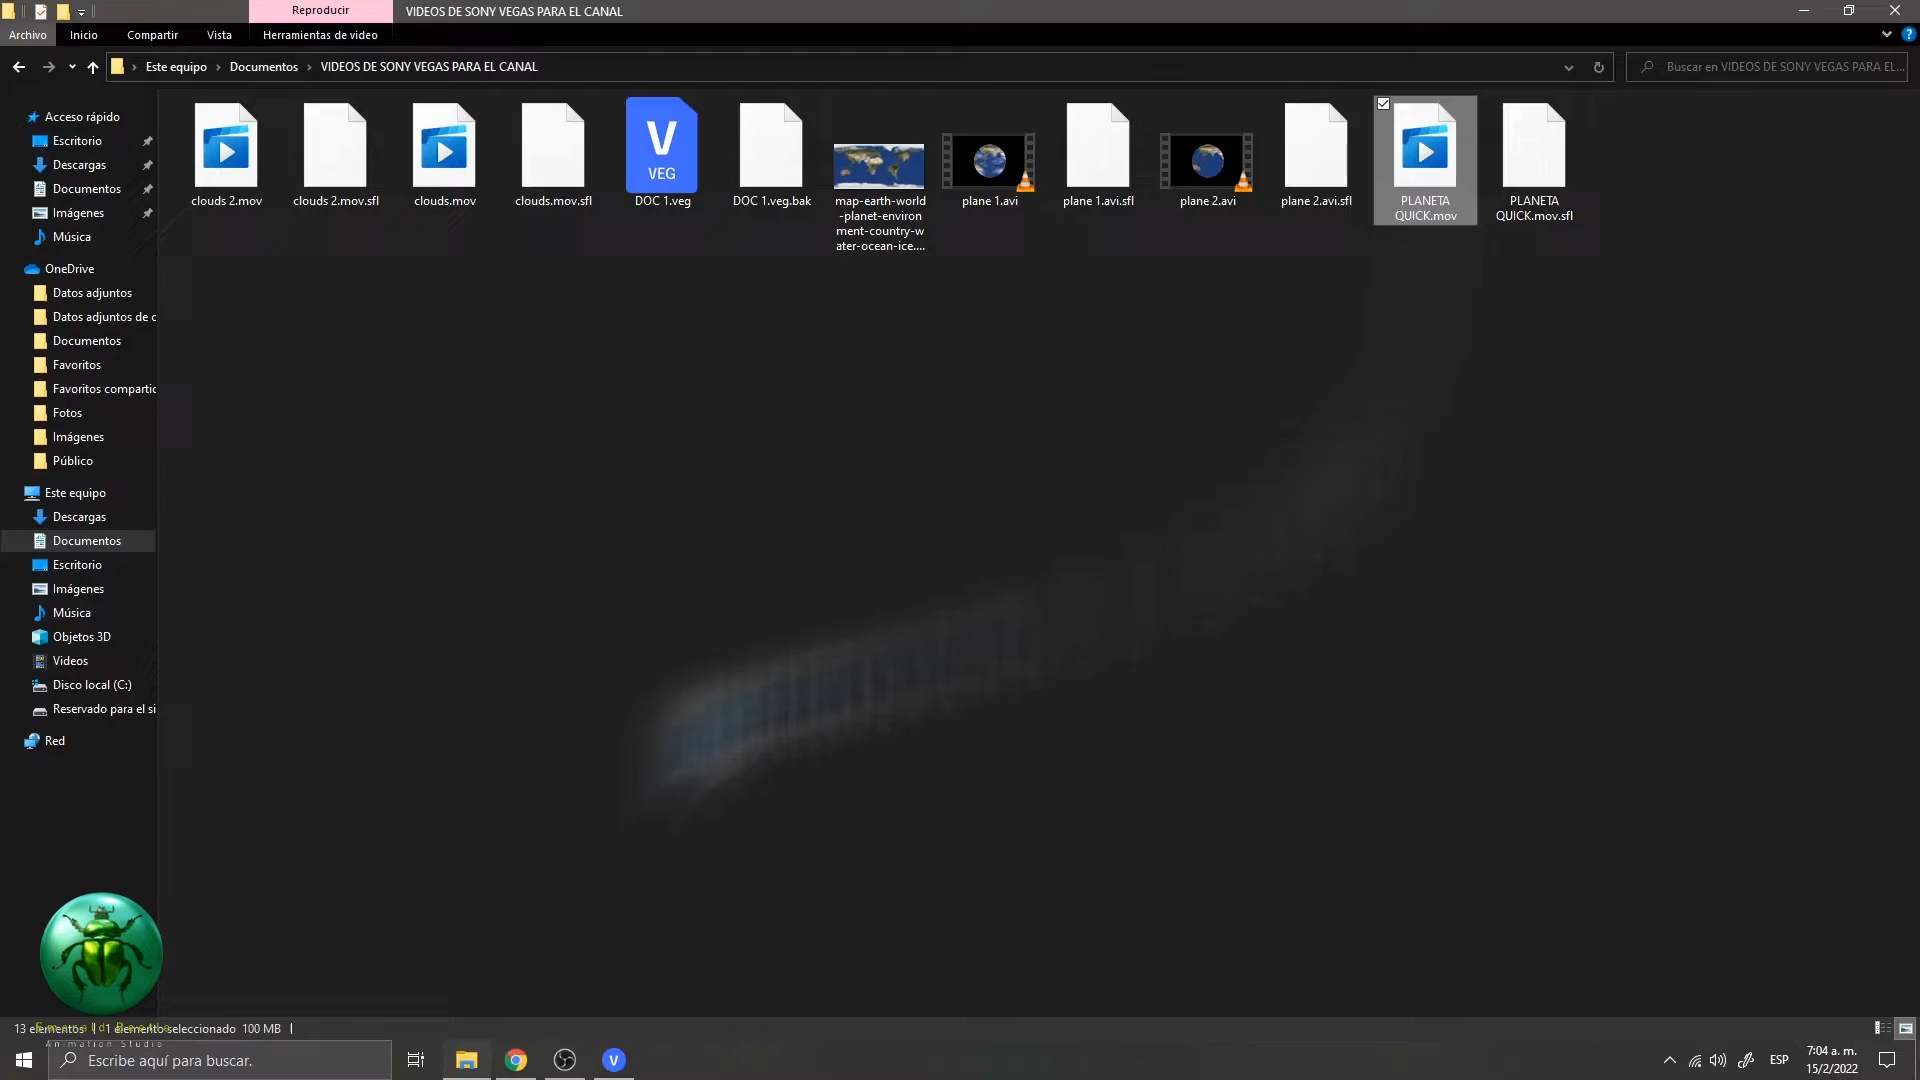 Reproducir
VIDEOS DE SONY VEGAS PARA EL CANAL
Archivo
Inicio
Compartir
Vista
Herramientas de video
Este equipo
Documentos
VIDEOS DE SONY VEGAS PARA EL CANAL
Buscar en VIDEOS DE SONY VEGAS PARA EL...
Acceso rápido
Escritorio
Descargas
Documentos
Imágenes
Música
OneDrive
Datos adjuntos
Datos adjuntos de c
Documentos
Favoritos
Favoritos compartic
Fotos
Imágenes
Público
Este equipo
Descargas
Documentos
Escritorio
Imágenes
Música
Objetos 3D
Videos
Disco local (C:)
Reservado para el si
Red
clouds 2.mov
clouds 2.mov.sfl
clouds.mov
clouds.mov.sfl
V
VEG
DOC 1.veg
DOC 1.veg.bak
map-earth-world
-planet-environ
ment-country-w
ater-ocean-ice....
plane 1.avi
plane 1.avi.sfl
plane 2.avi
plane 2.avi.sfl
PLANETA
QUICK.mov
PLANETA
QUICK.mov.sfl
13 elementos
1 elemento seleccionado 100 MB
Emerald Beetle
Animation Studio
Escribe aquí para buscar.
V
ESP
7:04 a. m.
15/2/2022